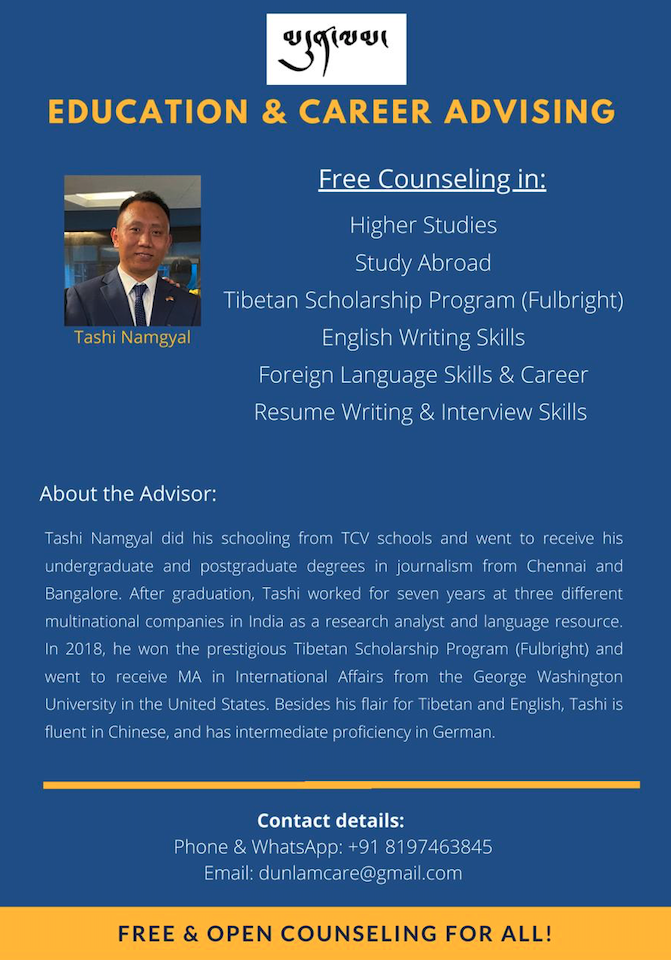 མདུན་ལམ།
EDUCATION & CAREER ADVISING
Free Counseling in:
Higher Studies
Study Abroad
Tibetan Scholarship Program (Fulbright)
English Writing Skills
Foreign Language Skills & Career
Resume Writing & Interview Skills
Tashi Namgyal
About the Advisor:
Tashi Namgyal did his schooling from TCV schools and went to receive his
undergraduate and postgraduate degrees in journalism from Chennai and
Bangalore. After graduation, Tashi worked for seven years at three different
multinational companies in India as a research analyst and language resource.
In 2018, he won the prestigious Tibetan Scholarship Program (Fulbright) and
went to receive MA in International Affairs from the George Washington
University in the United States. Besides his flair for Tibetan and English, Tashi is
fluent in Chinese, and has intermediate proficiency in German.
Contact details:
Phone & WhatsApp: +91 8197463845
Email: dunlamcare@gmail.com
FREE & OPEN COUNSELING FOR ALL!